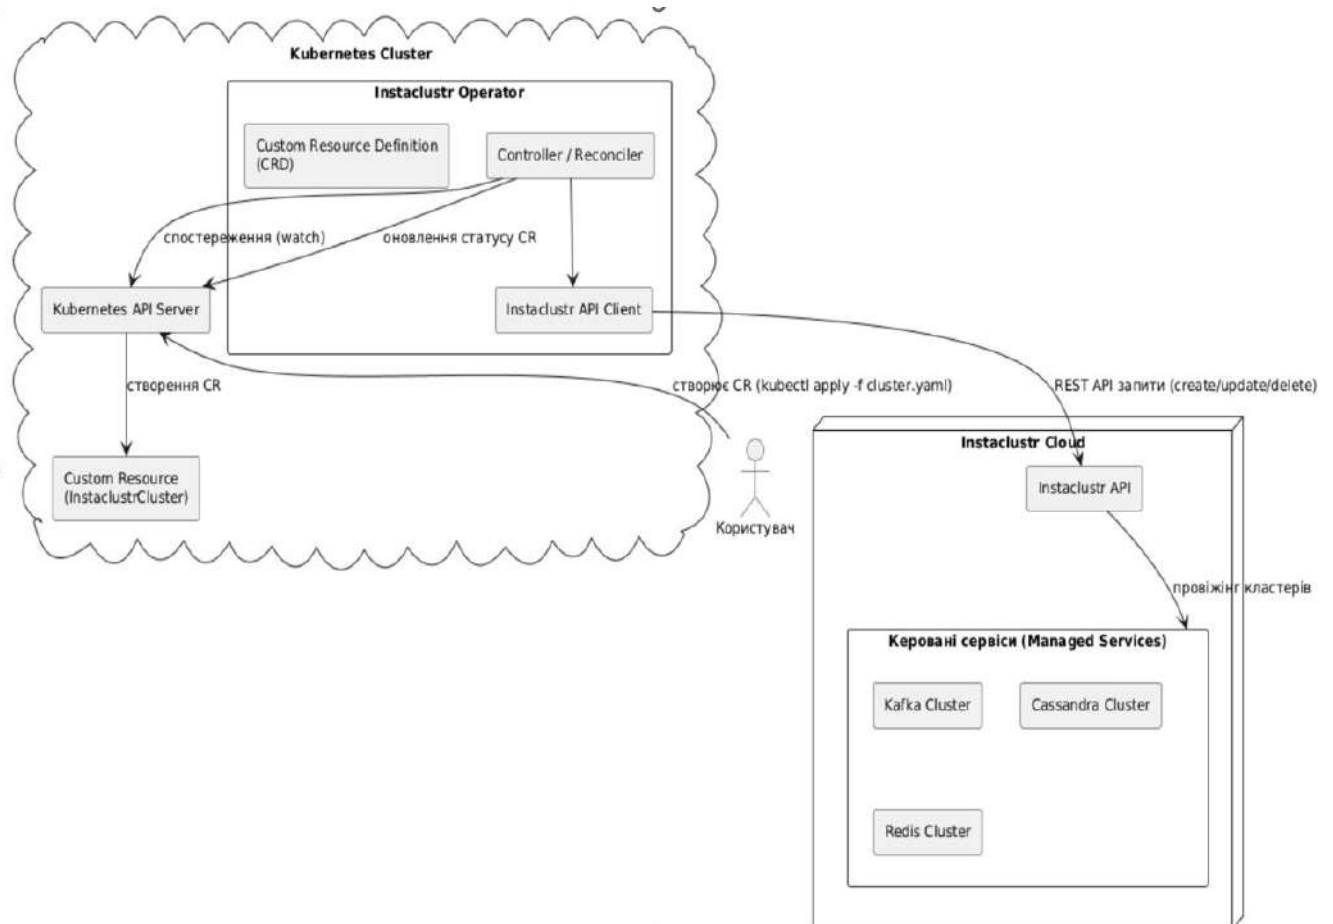 Kubernetes Cluster
Instaclustr Operator
Custom Resource Definition
(CRD)
Controller / Reconciler
спостереження (watch)
оновлення статусу CR
Kubernetes API Server
Instaclustr API Client
створення CR
створює CR (kubectl apply -f cluster.yaml)
REST API запити (create/update/delete)
Custom Resource
(InstaclustrCluster)
Користувач
Instaclustr Cloud
Instaclustr API
провіжінг кластерів
Керовані сервіси (Managed Services)
Kafka Cluster
Cassandra Cluster
Redis Cluster